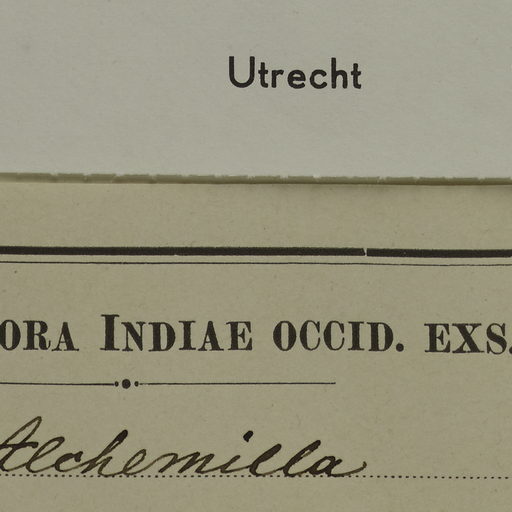 Utrecht
ORA INDIAE OCCID. EXS.
Alchemilla